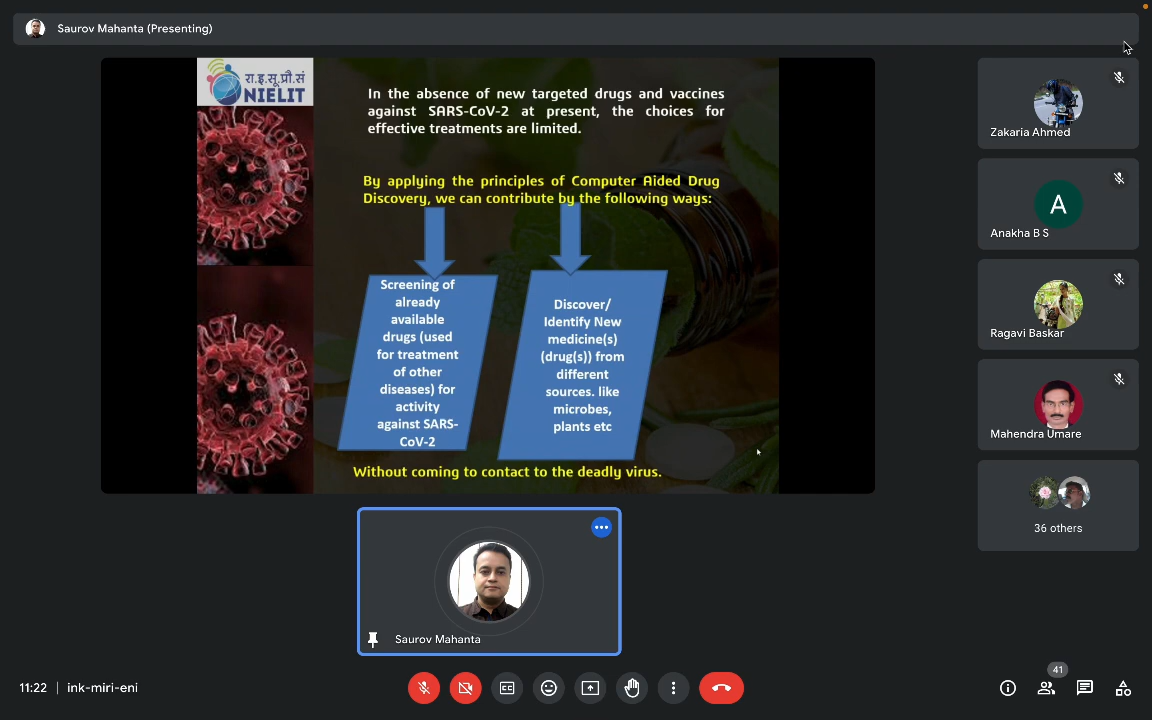 Saurov Mahanta (Presenting)
रा.इ.सू.प्रौ.सं
NIELIT
In the absence of new targeted drugs and vaccines
against SARS-CoV-2 at present, the choices for
effective treatments are limited.
By applying the principles of Computer Aided Drug
Discovery, we can contribute by the following ways:
Screening of
already
available
drugs (used
for treatment
of other
diseases) for
activity
against SARS-
CoV-2
Discover/
Identify New
medicine(s)
(drug(s)) from
different
sources. like
microbes,
plants etc
Without coming to contact to the deadly virus.
Zakaria Ahmed
A
Anakha B S
Ragavi Baskar
Mahendra Umare
36 others
Saurov Mahanta
11:22 | ink-miri-eni
CC
41